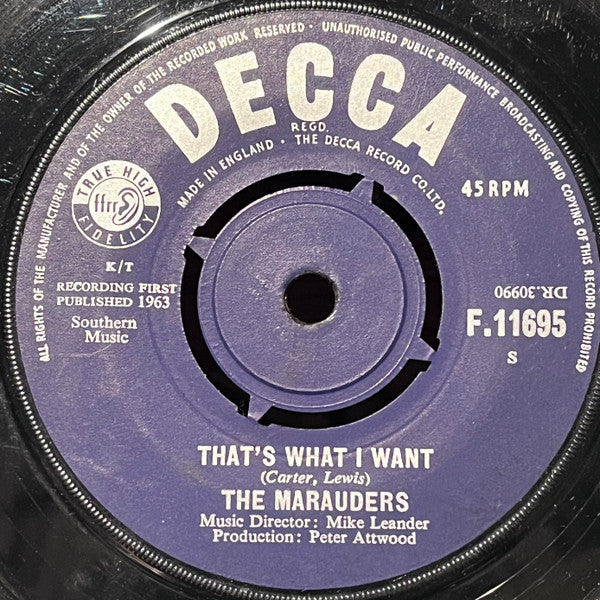 ALL RIGHTS OF THE MANUFACTURER AND OF THE OWNER OF THE RECORDED WORK RESERVED · UNAUTHORISED PUBLIC PERFORMANCE BROADCASTING AND COPYING OF THIS RECORD PROHIBITED
DECCA
REGD.
MADE IN ENGLAND · THE DECCA RECORD CO. LTD.
TRUE HIGH
ffrr
FIDELITY
45 RPM
K/T
RECORDING FIRST
PUBLISHED 1963
Southern
Music
DR.30990
F.11695
S
THAT'S WHAT I WANT
(Carter, Lewis)
THE MARAUDERS
Music Director: Mike Leander
Production: Peter Attwood